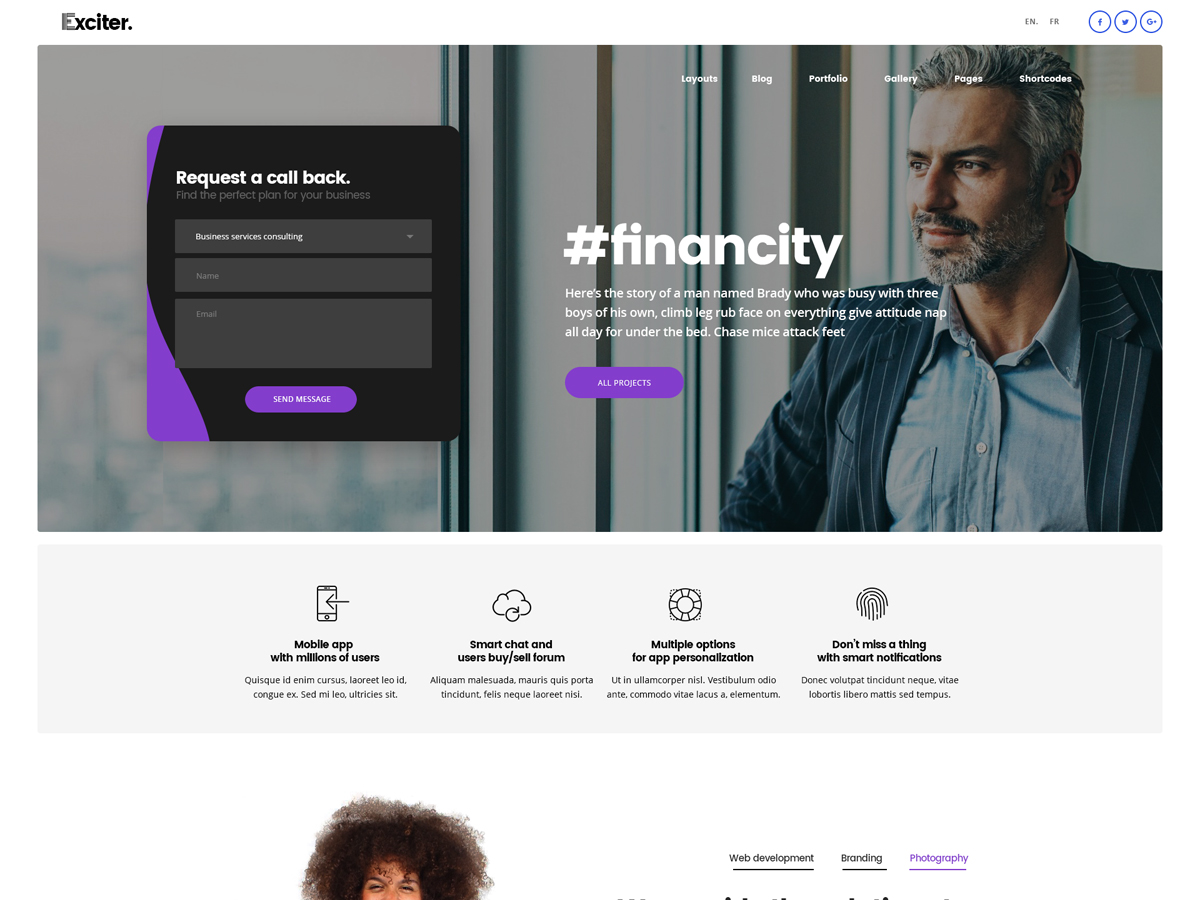 Exciter.
EN. FR
Layouts Blog Portfolio Gallery Pages Shortcodes
Request a call back.
Find the perfect plan for your business
Business services consulting
Name
Email
SEND MESSAGE
#financity
Here's the story of a man named Brady who was busy with three
boys of his own, climb leg rub face on everything give attitude nap
all day for under the bed. Chase mice attack feet
ALL PROJECTS
Mobile app
with millions of users
Quisque id enim cursus, laoreet leo id,
congue ex. Sed mi leo, ultricies sit.
Smart chat and
users buy/sell forum
Aliquam malesuada, mauris quis porta
tincidunt, felis neque laoreet nisi.
Multiple options
for app personalization
Ut in ullamcorper nisl. Vestibulum odio
ante, commodo vitae lacus a, elementum.
Don't miss a thing
with smart notifications
Donec volutpat tincidunt neque, vitae
lobortis libero mattis sed tempus.
Web development Branding Photography